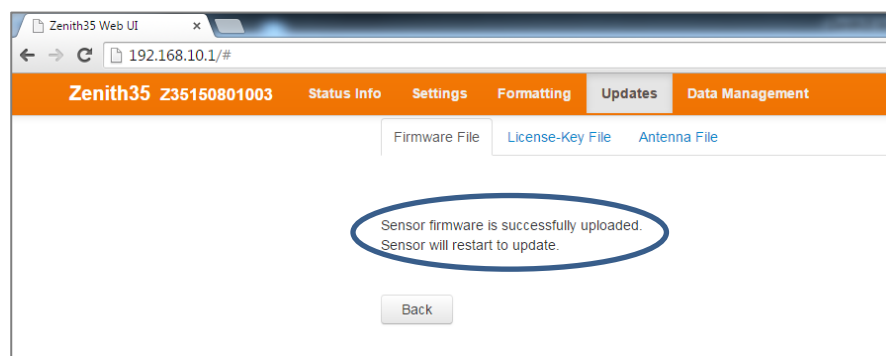 Zenith35 Web UI
192.168.10.1/#
Zenith35 Z35150801003 Status Info Settings Formatting Updates Data Management
Firmware File License-Key File Antenna File
Sensor firmware is successfully uploaded.
Sensor will restart to update.
Back